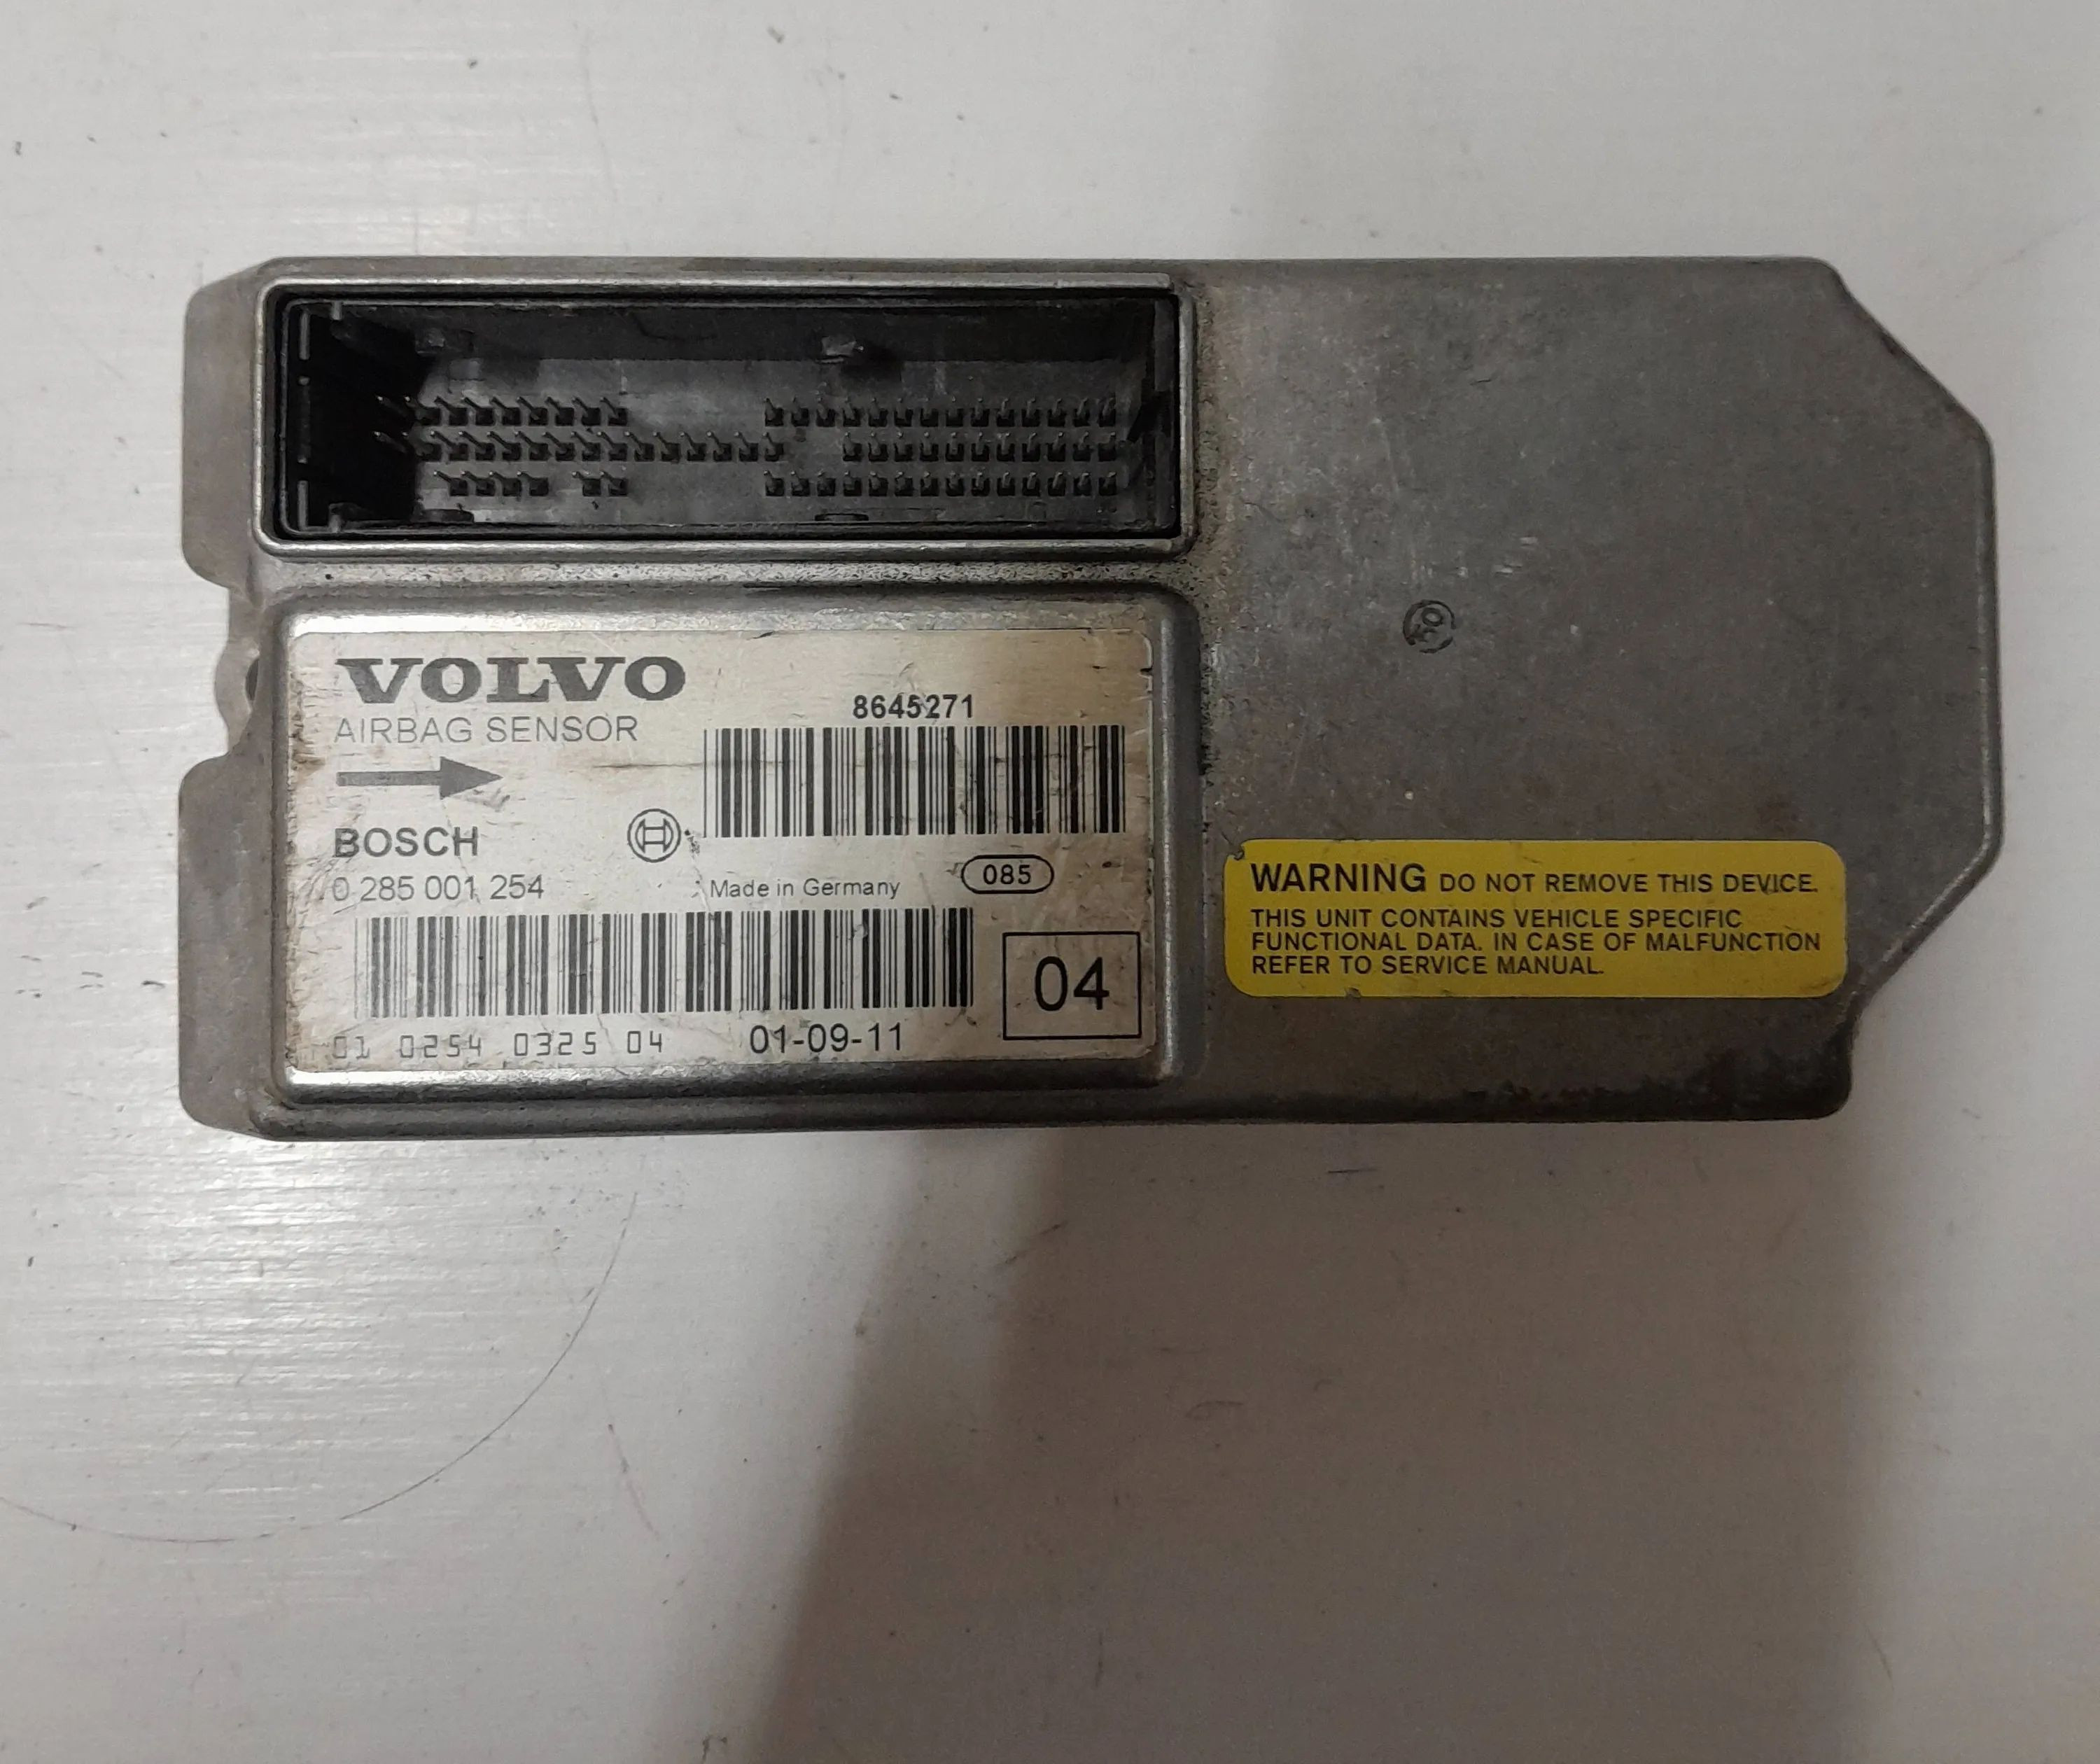 VOLVO
AIRBAG SENSOR
8645271
BOSCH
0 285 001 254
Made in Germany
085
01 0254 0325 04
01-09-11
04
WARNING DO NOT REMOVE THIS DEVICE.
THIS UNIT CONTAINS VEHICLE SPECIFIC
FUNCTIONAL DATA. IN CASE OF MALFUNCTION
REFER TO SERVICE MANUAL.